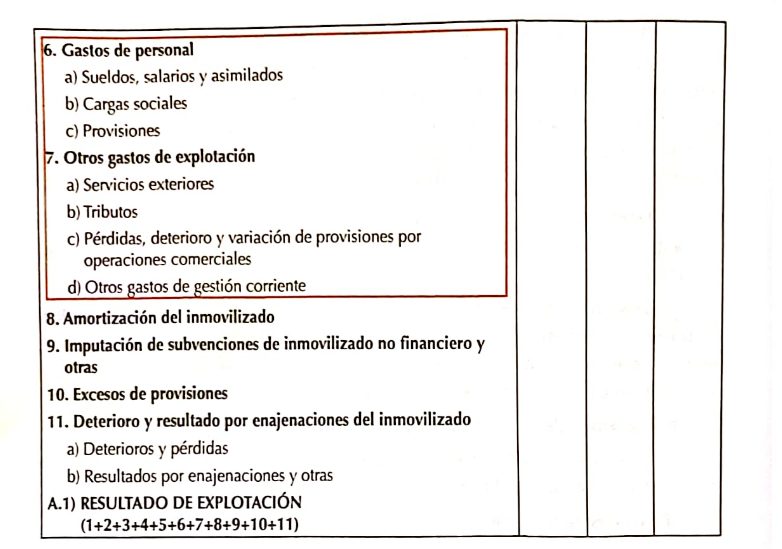 6. Gastos de personal
a) Sueldos, salarios y asimilados
b) Cargas sociales
c) Provisiones
7. Otros gastos de explotación
a) Servicios exteriores
b) Tributos
c) Pérdidas, deterioro y variación de provisiones por
operaciones comerciales
d) Otros gastos de gestión corriente
8. Amortización del inmovilizado
9. Imputación de subvenciones de inmovilizado no financiero y
otras
10. Excesos de provisiones
11. Deterioro y resultado por enajenaciones del inmovilizado
a) Deterioros y pérdidas
b) Resultados por enajenaciones y otras
A.1) RESULTADO DE EXPLOTACIÓN
(1+2+3+4+5+6+7+8+9+10+11)